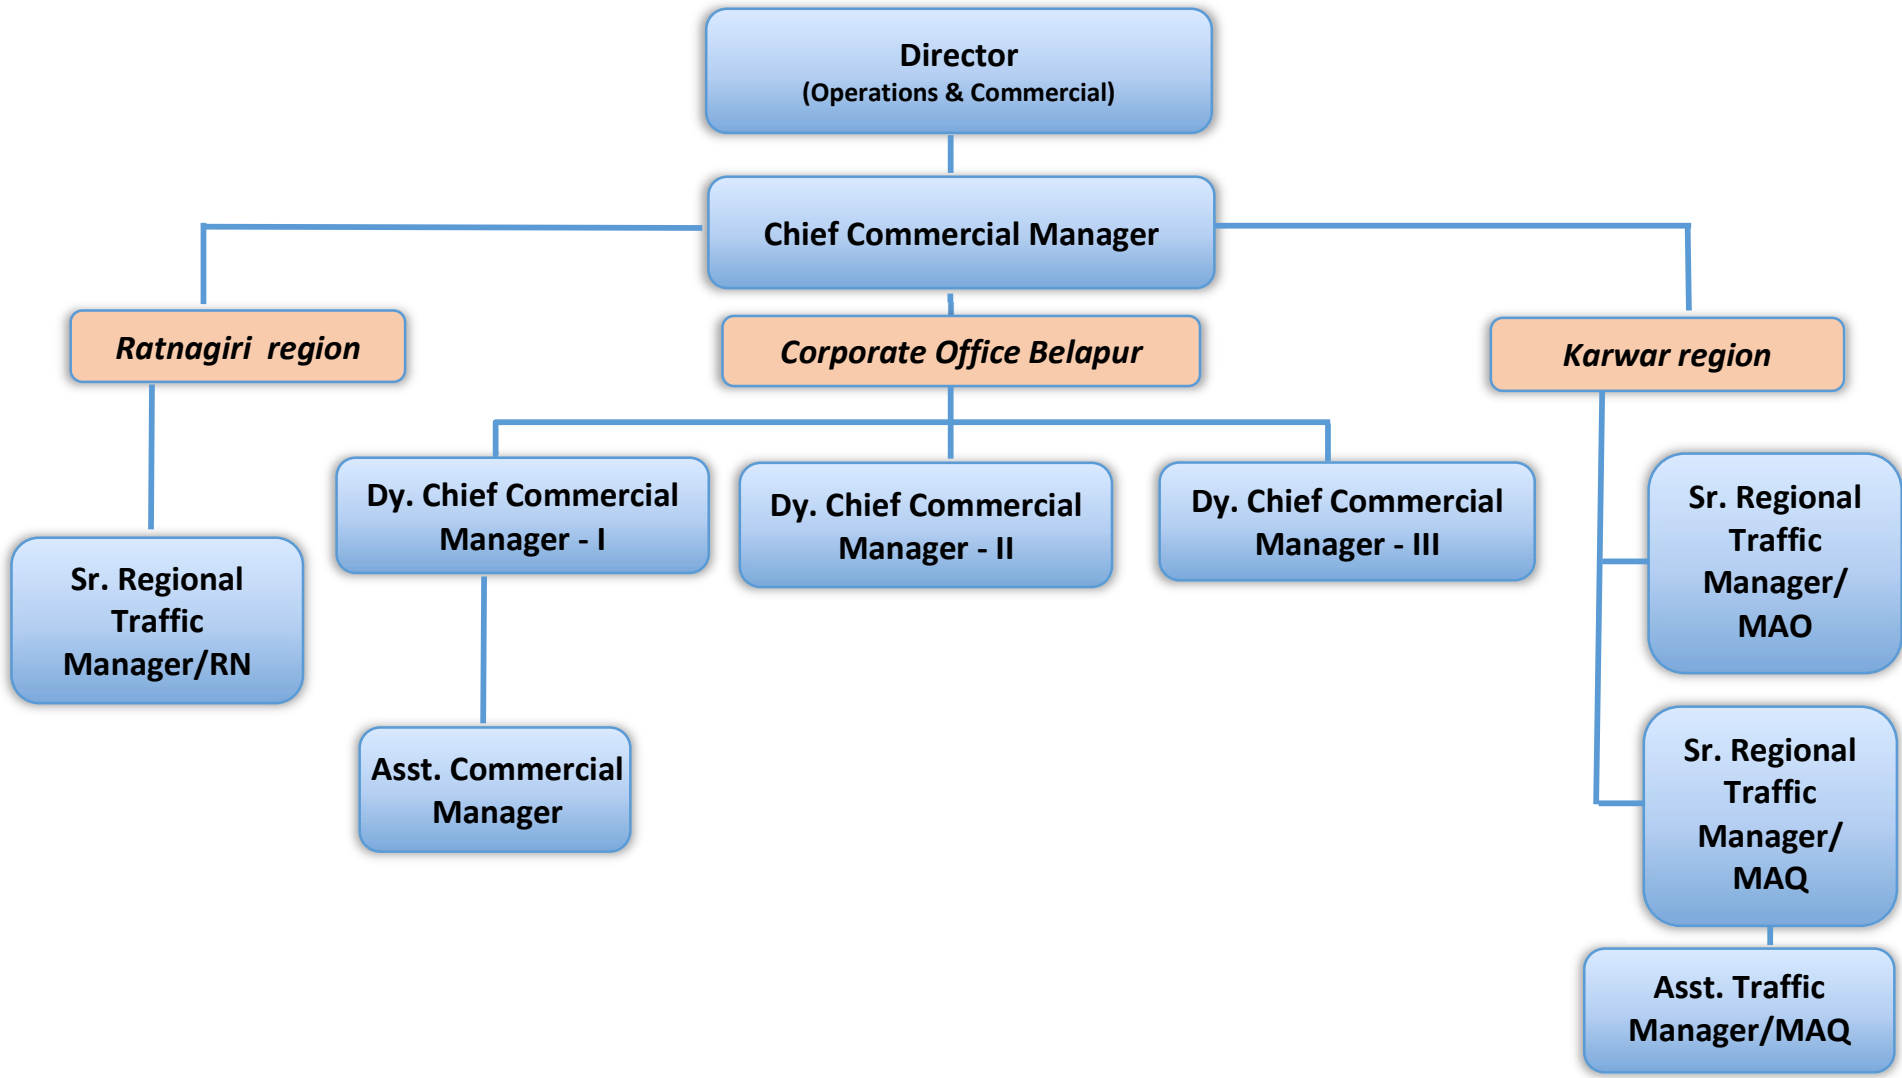 Director
(Operations & Commercial)
Chief Commercial Manager
Ratnagiri region
Corporate Office Belapur
Karwar region
Dy. Chief Commercial
Manager - I
Dy. Chief Commercial
Manager - II
Dy. Chief Commercial
Manager - III
Sr. Regional
Traffic
Manager/
MAO
Sr. Regional
Traffic
Manager/RN
Asst. Commercial
Manager
Sr. Regional
Traffic
Manager/
MAQ
Asst. Traffic
Manager/MAQ